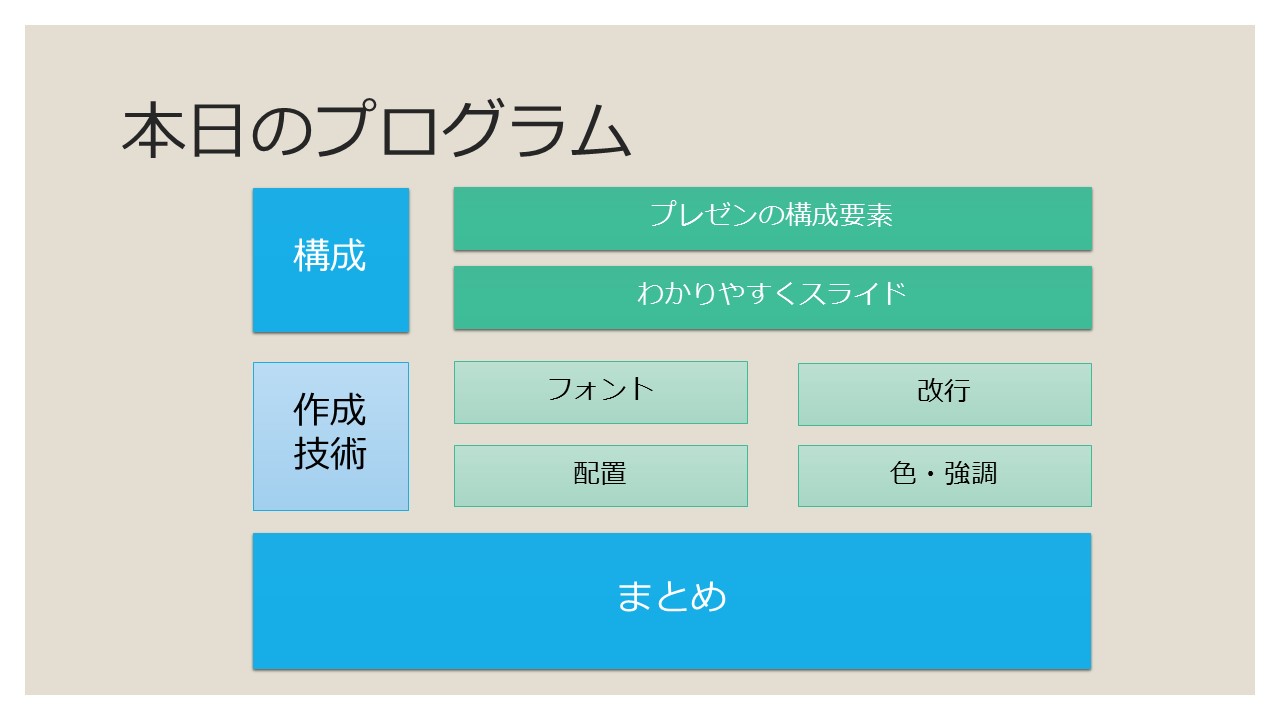 本日のプログラム
構成
プレゼンの構成要素
わかりやすくスライド
作成
技術
フォント
改行
配置
色・強調
まとめ